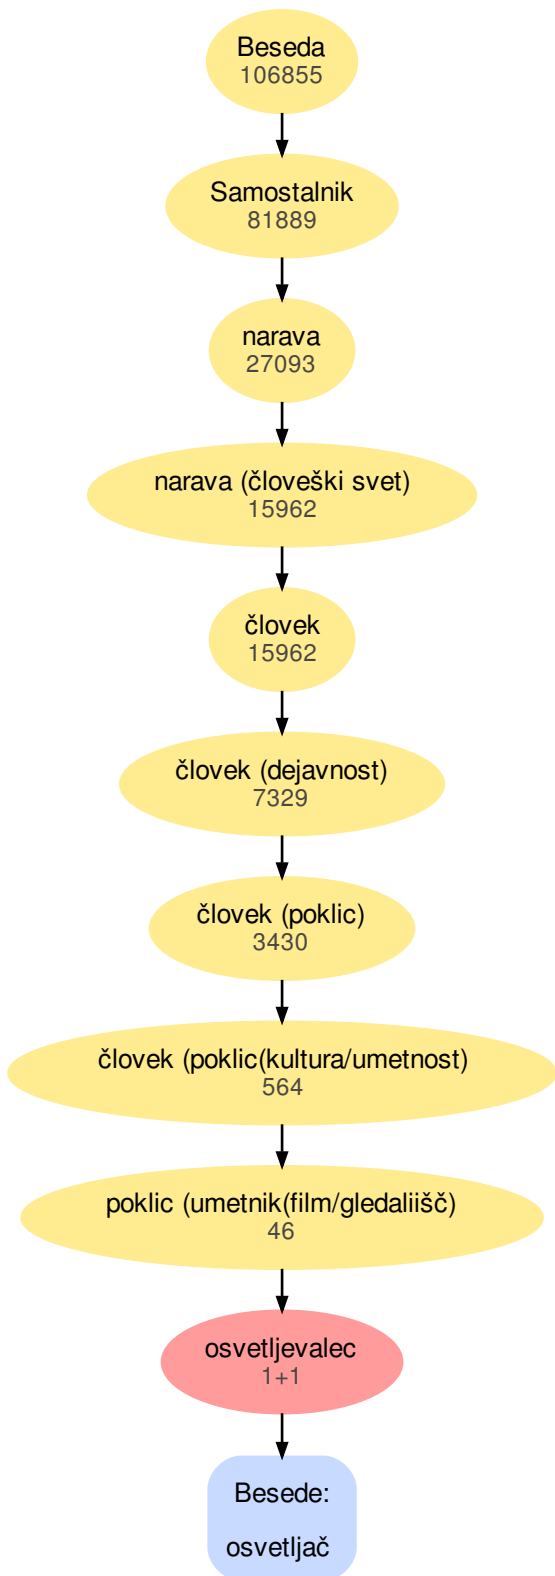 Beseda
106855
Samostalnik
81889
narava
27093
narava (človeški svet)
15962
človek
15962
človek (dejavnost)
7329
človek (poklic)
3430
človek (poklic(kultura/umetnost)
564
poklic (umetnik(film/gledaliišč)
46
osvetljevalec
1+1
Besede:
osvetljač